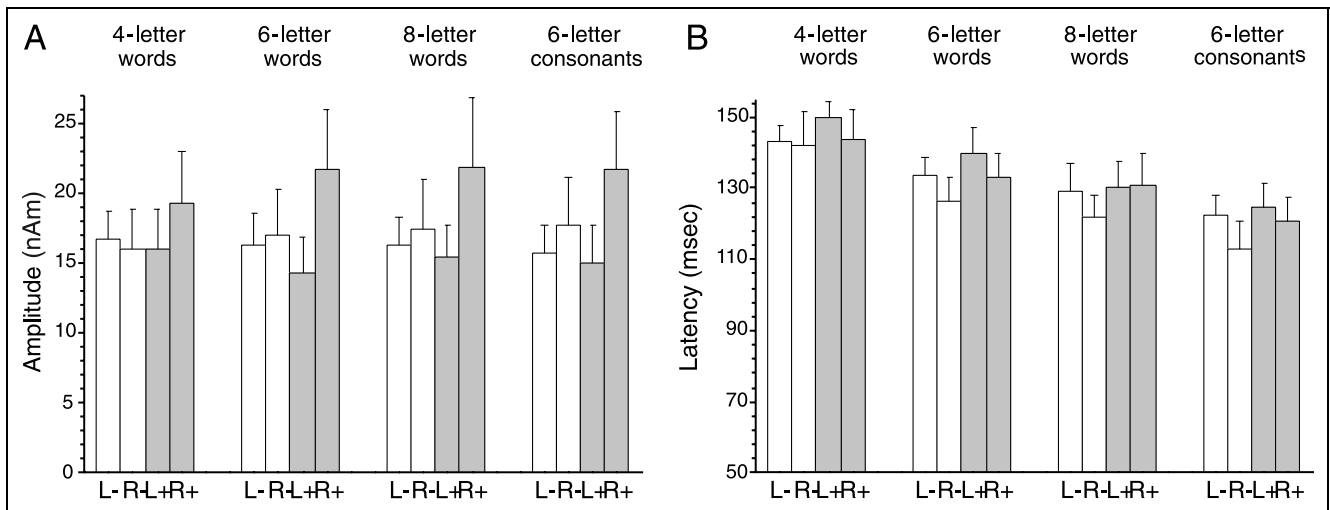 A
4-letter words
6-letter words
8-letter words
6-letter consonants
Amplitude (nAm)
25
20
15
10
5
0
L- R-L+R+
L- R-L+R+
L- R-L+R+
L- R-L+R+
B
4-letter words
6-letter words
8-letter words
6-letter consonants
Latency (msec)
150
130
110
90
70
50
L- R-L+R+
L- R-L+R+
L- R-L+R+
L- R-L+R+